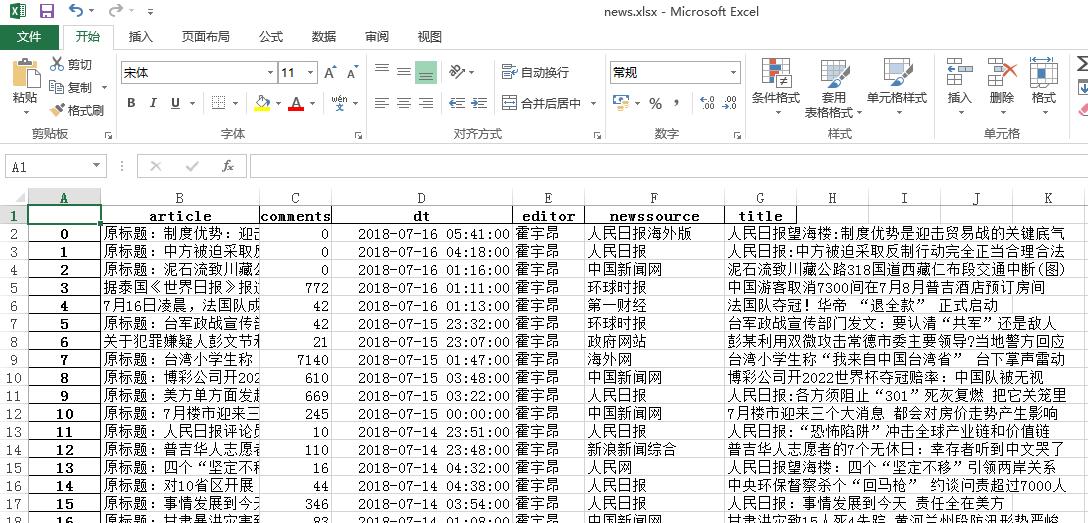 news.xlsx - Microsoft Excel
文件 开始 插入 页面布局 公式 数据 审阅 视图
剪切 宋体 11 A A 自动换行 常规
粘贴 复制 格式刷 B I U A wén 合并后居中 % , .00 条件格式 套用 表格格式 单元格样式 插入 删除 格式
剪贴板 字体 对齐方式 数字 样式 单元格
A1 fx
A B C D E F G H I J K
1 article comments dt editor newssource title
2 0 原标题：制度优势：迎击 0 2018-07-16 05:41:00 霍宇昂 人民日报海外版 人民日报望海楼:制度优势是迎击贸易战的关键底气
3 1 原标题：中方被迫采取反 0 2018-07-16 04:18:00 霍宇昂 人民日报 人民日报:中方被迫采取反制行动完全正当合理合法
4 2 原标题：泥石流致川藏公 0 2018-07-16 01:16:00 霍宇昂 中国新闻网 泥石流致川藏公路318国道西藏仁布段交通中断(图)
5 3 据泰国《世界日报》报道 772 2018-07-16 01:11:00 霍宇昂 环球时报 中国游客取消7300间在7月8月普吉酒店预订房间
6 4 7月16日凌晨，法国队成 42 2018-07-16 01:13:00 霍宇昂 第一财经 法国队夺冠！华帝 “退全款” 正式启动
7 5 原标题：台军政战宣传部 42 2018-07-15 23:32:00 霍宇昂 环球时报 台军政战宣传部门发文：要认清“共军”还是敌人
8 6 关于犯罪嫌疑人彭文节利 21 2018-07-15 23:07:00 霍宇昂 政府网站 彭某利用双微攻击常德市委主要领导?当地警方回应
9 7 原标题：台湾小学生称 7140 2018-07-15 01:47:00 霍宇昂 海外网 台湾小学生称“我来自中国台湾省” 台下掌声雷动
10 8 原标题：博彩公司开202 610 2018-07-15 03:48:00 霍宇昂 中国新闻网 博彩公司开2022世界杯夺冠赔率：中国队被无视
11 9 原标题：美方单方面发起 669 2018-07-15 03:22:00 霍宇昂 人民日报 人民日报:各方须阻止“301”死灰复燃 把它关笼里
12 10 原标题：7月楼市迎来三 245 2018-07-15 00:00:00 霍宇昂 中国新闻网 7月楼市迎来三个大消息 都会对房价走势产生影响
13 11 原标题：人民日报评论员 10 2018-07-14 23:51:00 霍宇昂 人民日报 人民日报:“恐怖陷阱”冲击全球产业链和价值链
14 12 原标题：普吉华人志愿者 110 2018-07-14 23:48:00 霍宇昂 新浪新闻综合 普吉华人志愿者的7个无休日：幸存者听到中文哭了
15 13 原标题：四个“坚定不移 16 2018-07-14 04:32:00 霍宇昂 人民网 人民日报望海楼：四个“坚定不移”引领两岸关系
16 14 原标题：对10省区开展 44 2018-07-14 04:38:00 霍宇昂 人民日报 中央环保督察杀个“回马枪” 约谈问责超过7000人
17 15 原标题：事情发展到今天 346 2018-07-14 03:54:00 霍宇昂 人民日报 人民日报：事情发展到今天 责任全在美方
18 16 原标题：甘肃暴洪灾害致 83 2018-07-14 01:08:00 霍宇昂 中国新闻网 甘肃洪灾致15人死4失踪 黄河兰州段防汛形势严峻